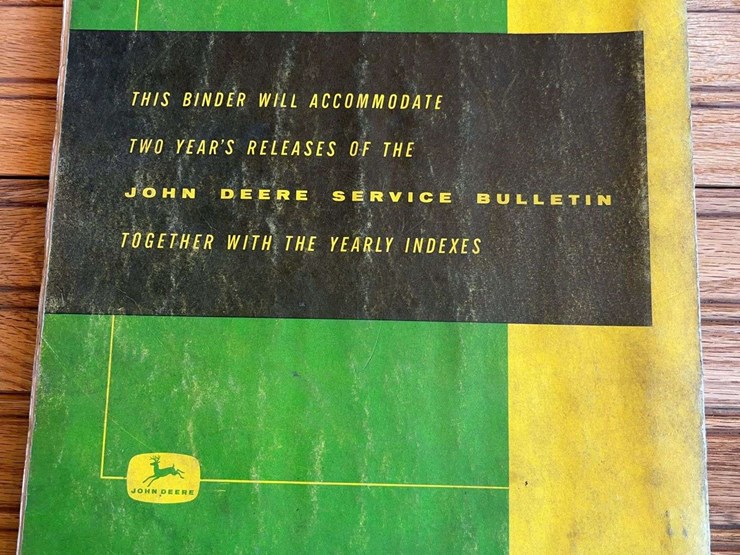 THIS BINDER WILL ACCOMMODATE
TWO YEAR'S RELEASES OF THE
JOHN DEERE SERVICE BULLETIN
TOGETHER WITH THE YEARLY INDEXES
JOHN DEERE